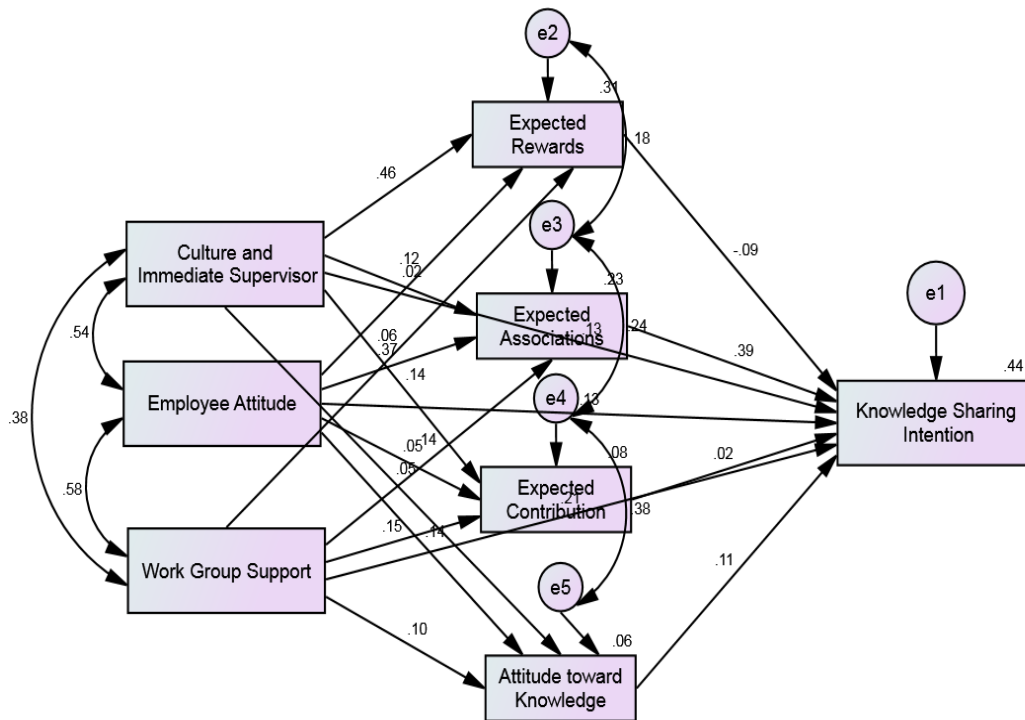 e2
.31
.18
Expected
Rewards
.46
e3
Culture and
Immediate Supervisor
.12
.02
-.09
.23
e1
Expected
Associations
.13
.24
.54
.06
.37
.39
.14
.44
e4
Employee Attitude
.13
Knowledge Sharing
Intention
.38
.05
.14
.08
.02
.05
.58
Expected
Contribution
.21
.38
.15
.14
Work Group Support
.11
e5
.10
.06
Attitude toward
Knowledge